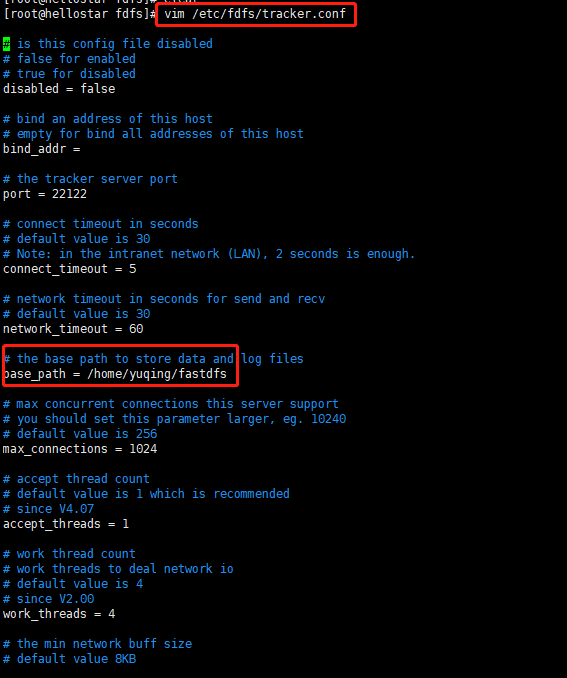 [root@hellostar fdfs]#
[root@hellostar fdfs]# vim /etc/fdfs/tracker.conf
# is this config file disabled
# false for enabled
# true for disabled
disabled = false
# bind an address of this host
# empty for bind all addresses of this host
bind_addr =
# the tracker server port
port = 22122
# connect timeout in seconds
# default value is 30
# Note: in the intranet network (LAN), 2 seconds is enough.
connect_timeout = 5
# network timeout in seconds for send and recv
# default value is 30
network_timeout = 60
# the base path to store data and log files
base_path = /home/yuqing/fastdfs
# max concurrent connections this server support
# you should set this parameter larger, eg. 10240
# default value is 256
max_connections = 1024
# accept thread count
# default value is 1 which is recommended
# since V4.07
accept_threads = 1
# work thread count
# work threads to deal network io
# default value is 4
# since V2.00
work_threads = 4
# the min network buff size
# default value 8KB